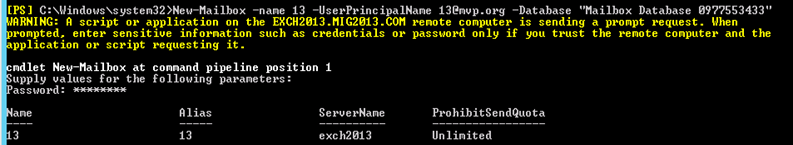 [PS] C:\Windows\system32>New-Mailbox -name 13 -UserPrincipalName 13@mvp.org -Database "Mailbox Database 0977553433"
WARNING: A script or application on the EXCH2013.MIG2013.COM remote computer is sending a prompt request. When
prompted, enter sensitive information such as credentials or password only if you trust the remote computer and the
application or script requesting it.
cmdlet New-Mailbox at command pipeline position 1
Supply values for the following parameters:
Password: ********
Name Alias ServerName ProhibitSendQuota
---- ----- ---------- -----------------
13 13 exch2013 Unlimited